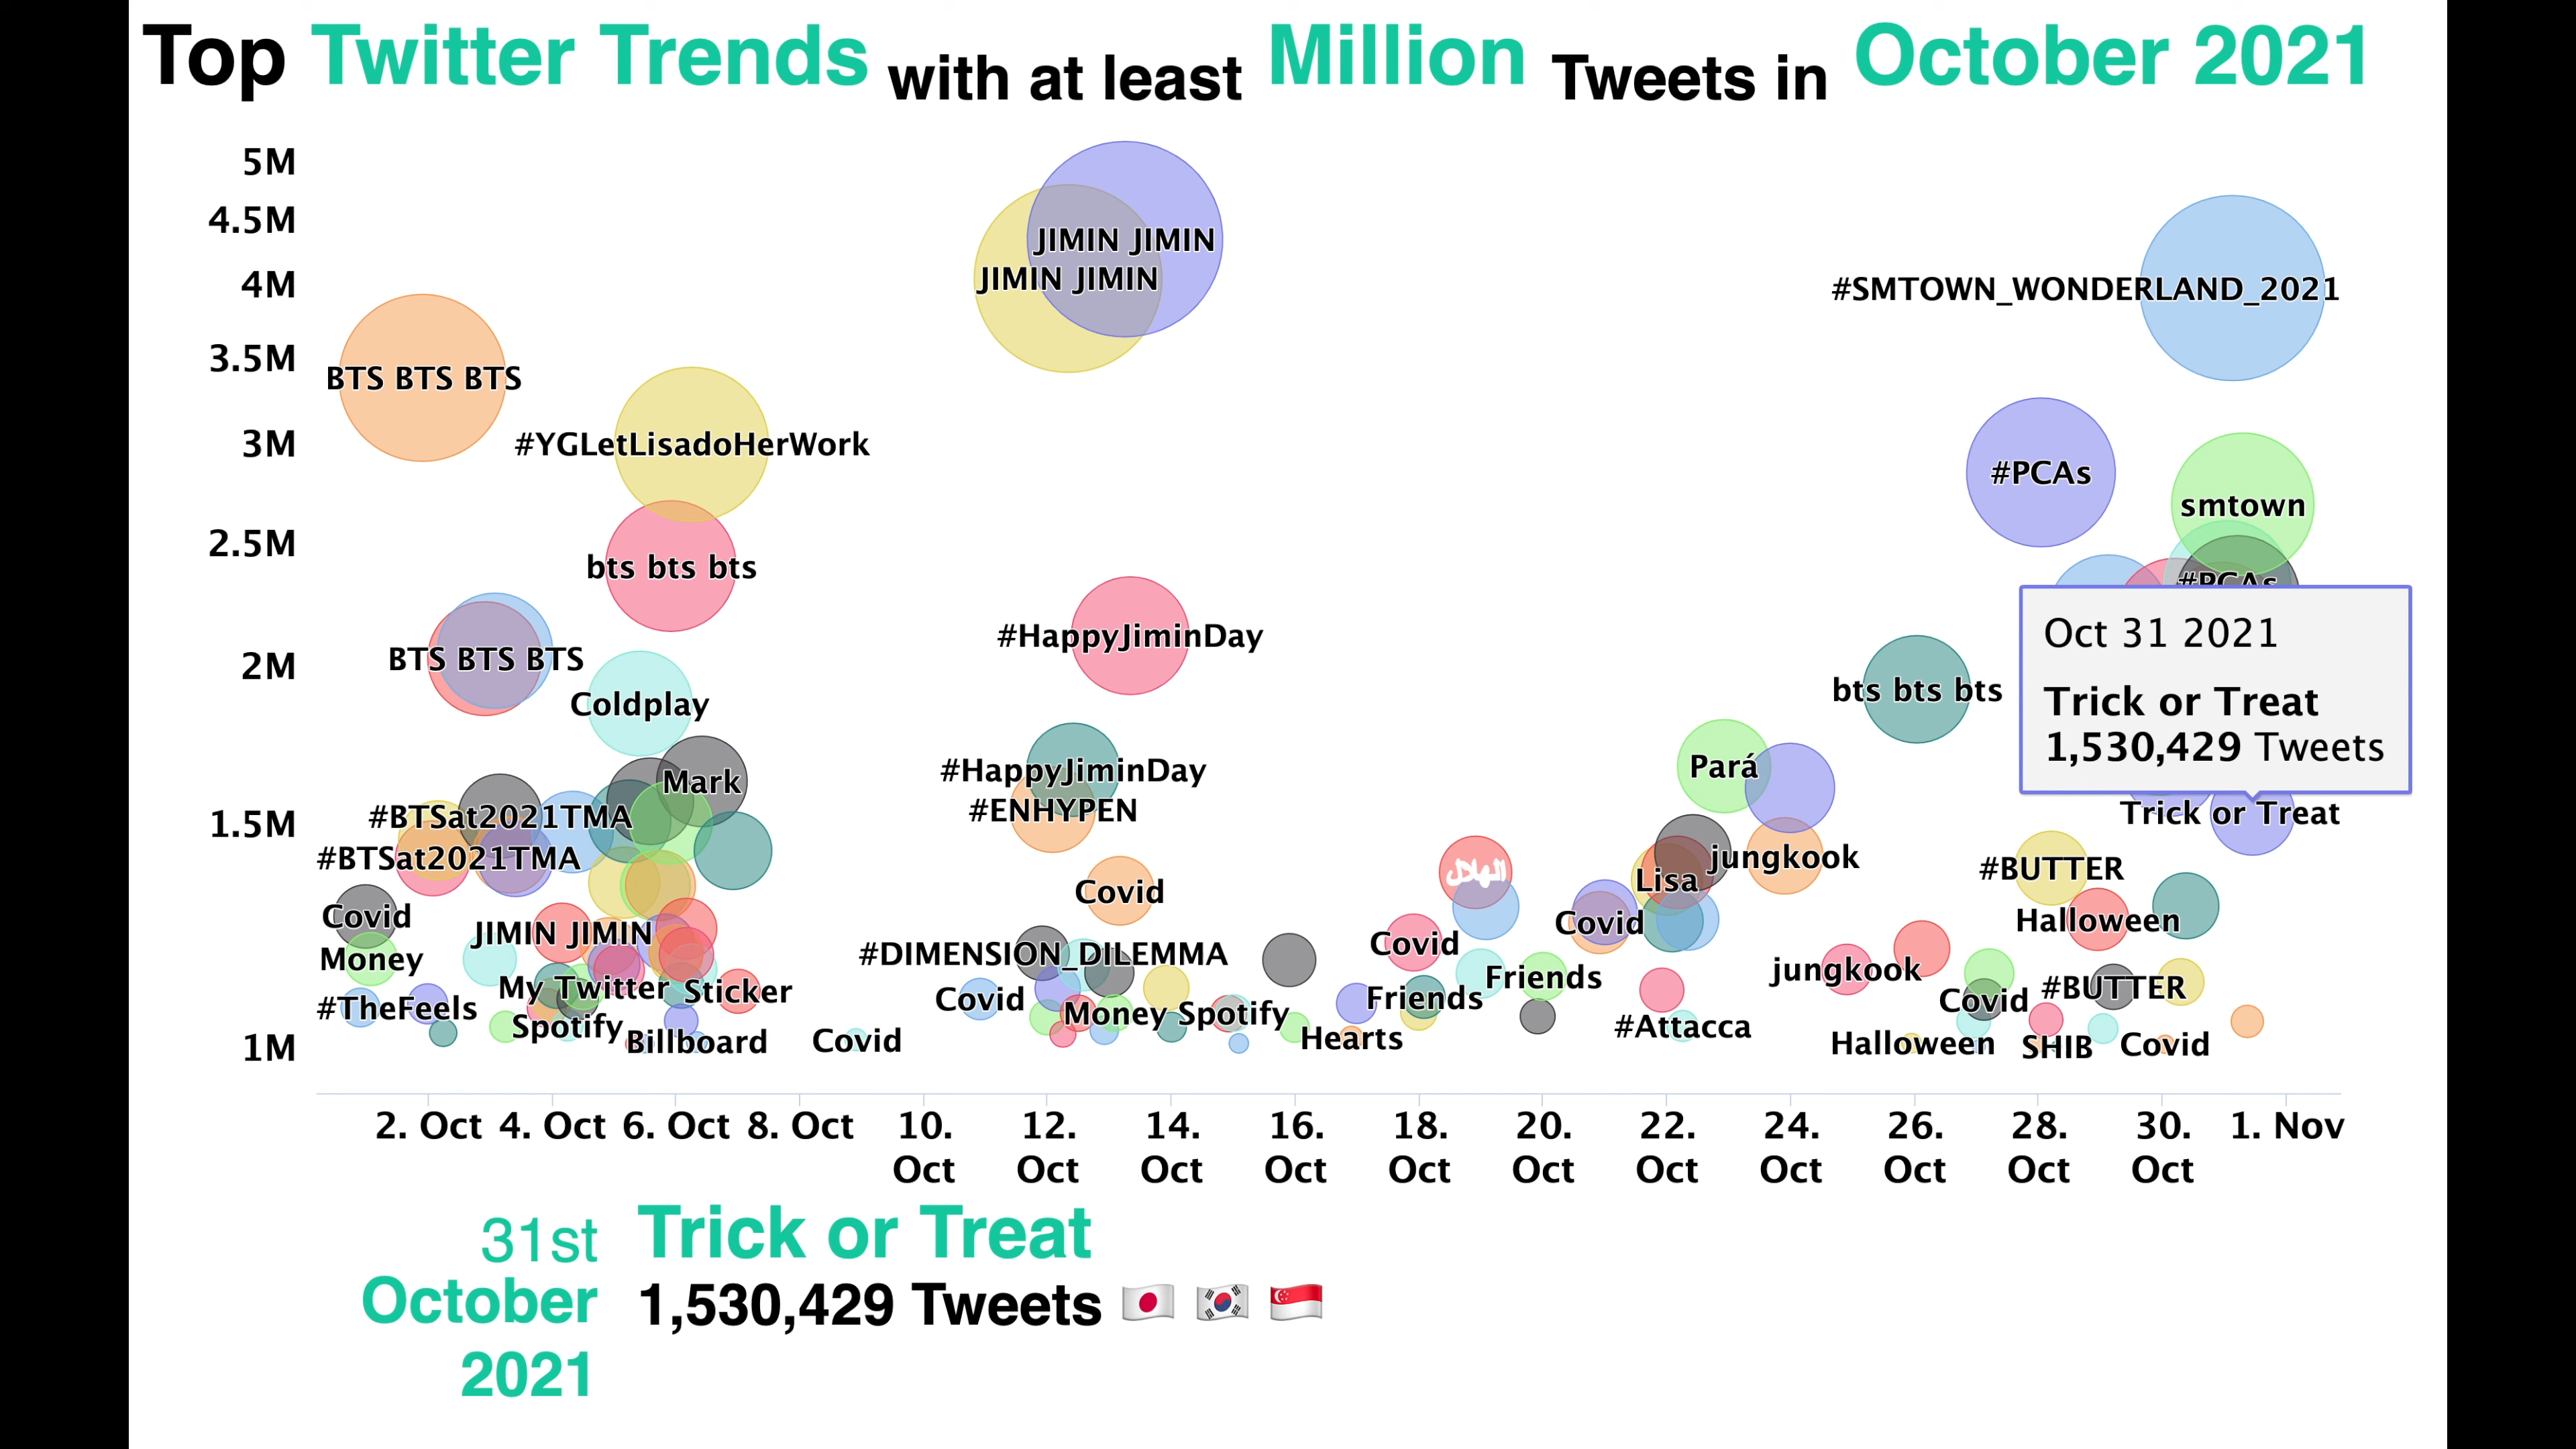 Top Twitter Trends with at least Million Tweets in October 2021
5M
4.5M
4M
3.5M
3M
2.5M
2M
1.5M
1M
JIMIN JIMIN
JIMIN JIMIN
#SMTOWN_WONDERLAND_2021
BTS BTS BTS
#YGLetLisadoHerWork
#PCAs
smtown
bts bts bts
#PCAs
#HappyJiminDay
BTS BTS BTS
Coldplay
bts bts bts
Oct 31 2021
Trick or Treat
1,530,429 Tweets
Mark
#HappyJiminDay
Pará
#BTSat2021TMA
#ENHYPEN
Trick or Treat
#BTSat2021TMA
jungkook
#BUTTER
الهلال
Lisa
Covid
Covid
Covid
Halloween
JIMIN JIMIN
Covid
Money
#DIMENSION_DILEMMA
Friends
jungkook
My Twitter
Sticker
#BUTTER
#TheFeels
Covid
Friends
Covid
Money
Spotify
Spotify
#Attacca
Billboard
Covid
Hearts
Halloween
SHIB
Covid
2. Oct 4. Oct 6. Oct 8. Oct 10. Oct 12. Oct 14. Oct 16. Oct 18. Oct 20. Oct 22. Oct 24. Oct 26. Oct 28. Oct 30. Oct 1. Nov
31st
October
2021
Trick or Treat
1,530,429 Tweets